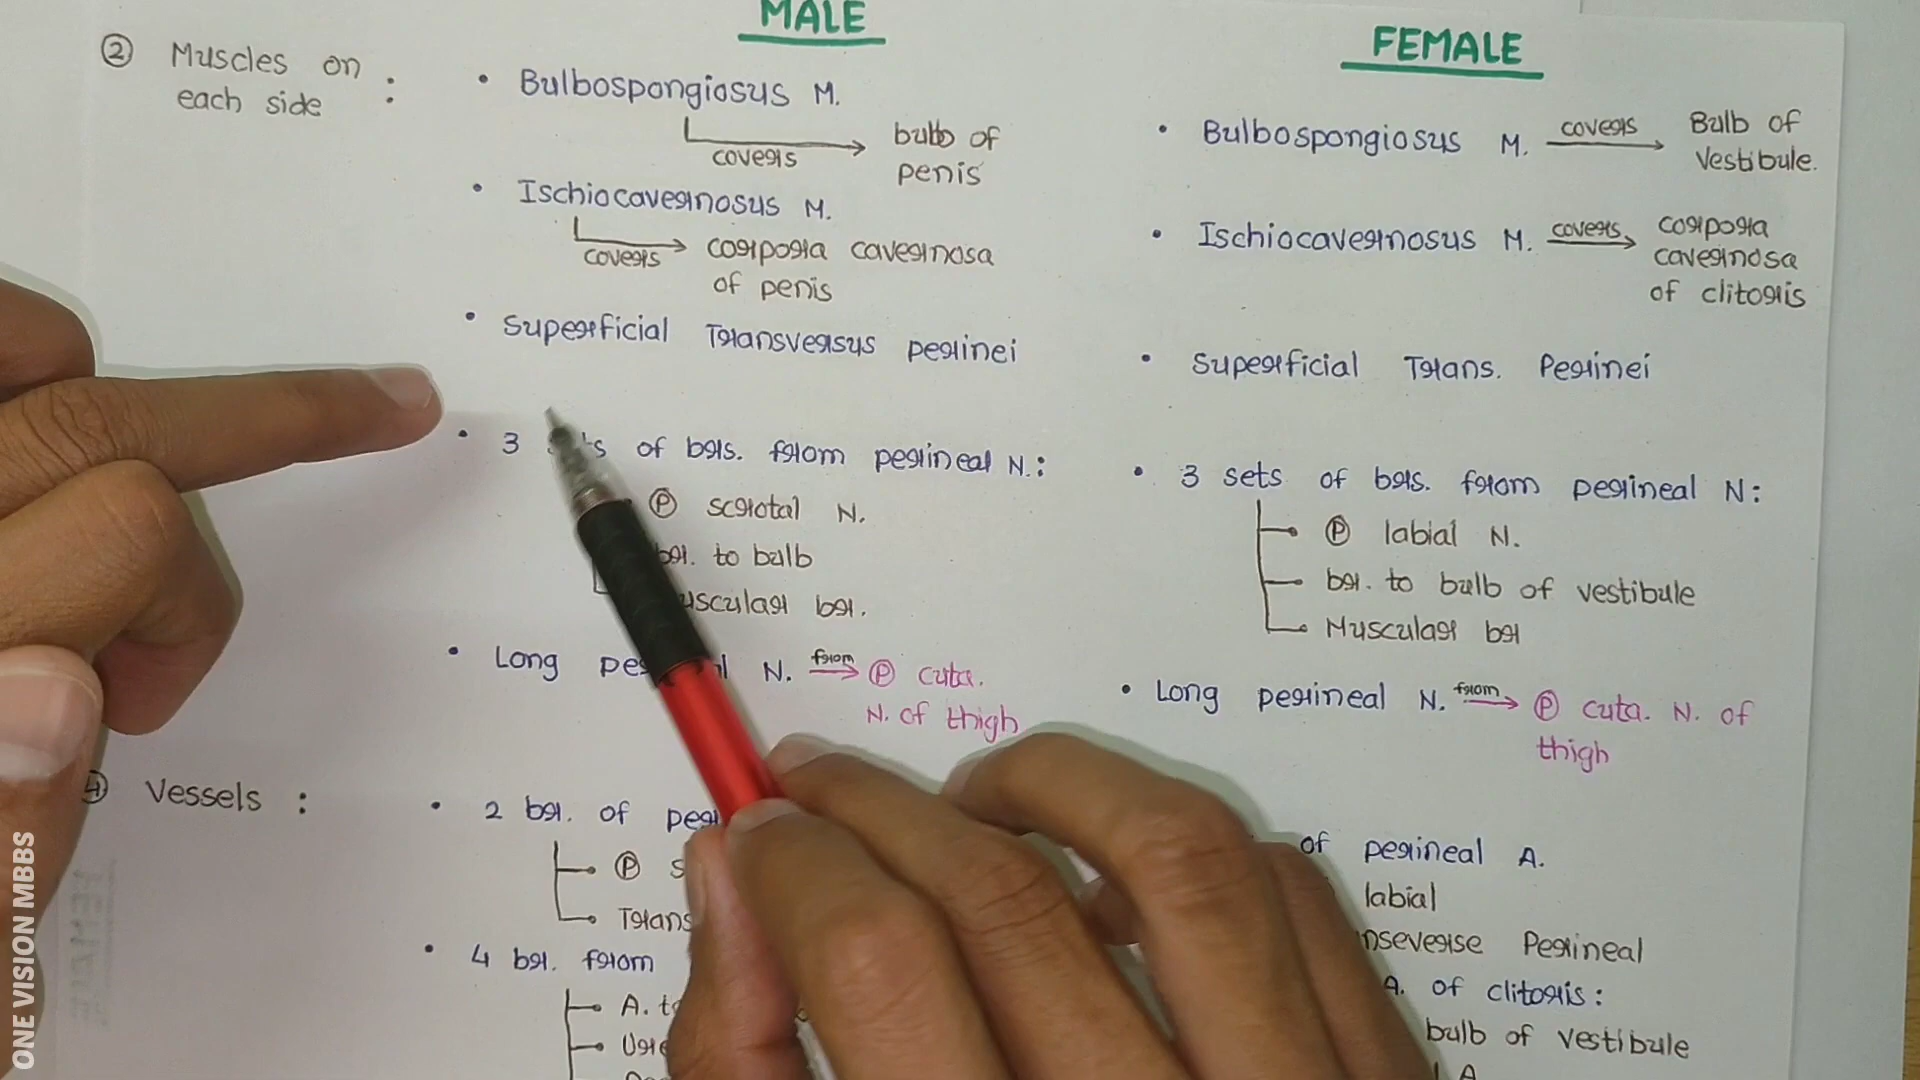 MALE
FEMALE
② Muscles on each side :
• Bulbospongiosus M.
covers → bulb of penis
• Ischiocavernosus M.
covers → corpora cavernosa of penis
• Superficial Transversus perinei
• 3 of brs. from perineal N.:
Ⓟ scrotal N.
br. to bulb
br.
• Long N. from → Ⓟ cuta. N. of thigh
• Bulbospongiosus M. covers → Bulb of Vestibule.
• Ischiocavernosus M. covers → corpora cavernosa of clitoris
• Superficial Trans. Perinei
• 3 sets of brs. from perineal N:
Ⓟ labial N.
br. to bulb of vestibule
Muscular br
• Long perineal N. from → Ⓟ cuta. N. of thigh
④ Vessels :
• 2 br. of
Ⓟ
• 4 br. from
A.
of perineal A.
labial
Perineal
A. of clitoris :
bulb of vestibule
A
ONE VISION MBBS